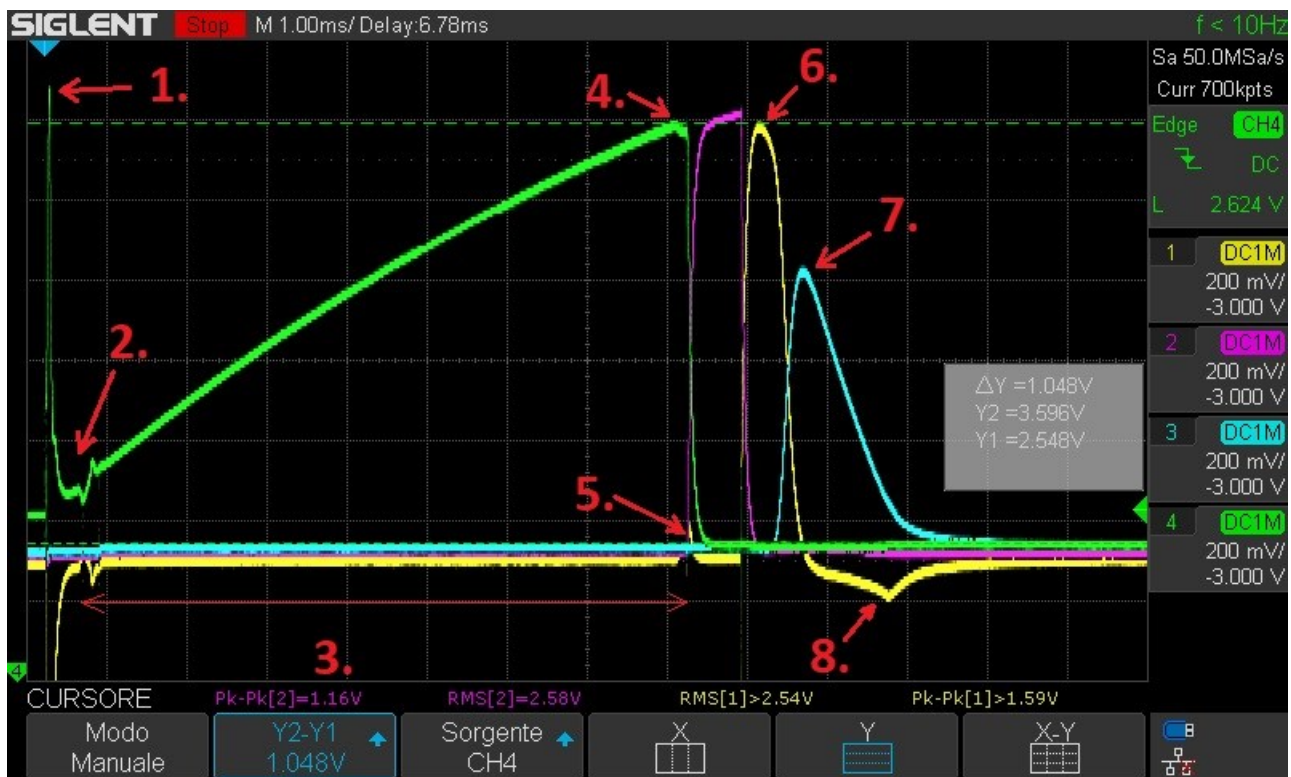 SIGLENT Stop M 1.00ms/ Delay:6.78ms f < 10Hz
Sa 50.0MSa/s
Curr 700kpts
Edge CH4
DC
L 2.624 V
1 DC1M
200 mV/
-3.000 V
2 DC1M
200 mV/
-3.000 V
3 DC1M
200 mV/
-3.000 V
4 DC1M
200 mV/
-3.000 V
1.
2.
3.
4.
5.
6.
7.
8.
△Y =1.048V
Y2 =3.596V
Y1 =2.548V
4
CURSORE Pk-Pk[2]=1.16V RMS[2]=2.58V RMS[1]>2.54V Pk-Pk[1]>1.59V
Modo
Manuale
Y2-Y1
1.048V
Sorgente
CH4
X
Y
X-Y